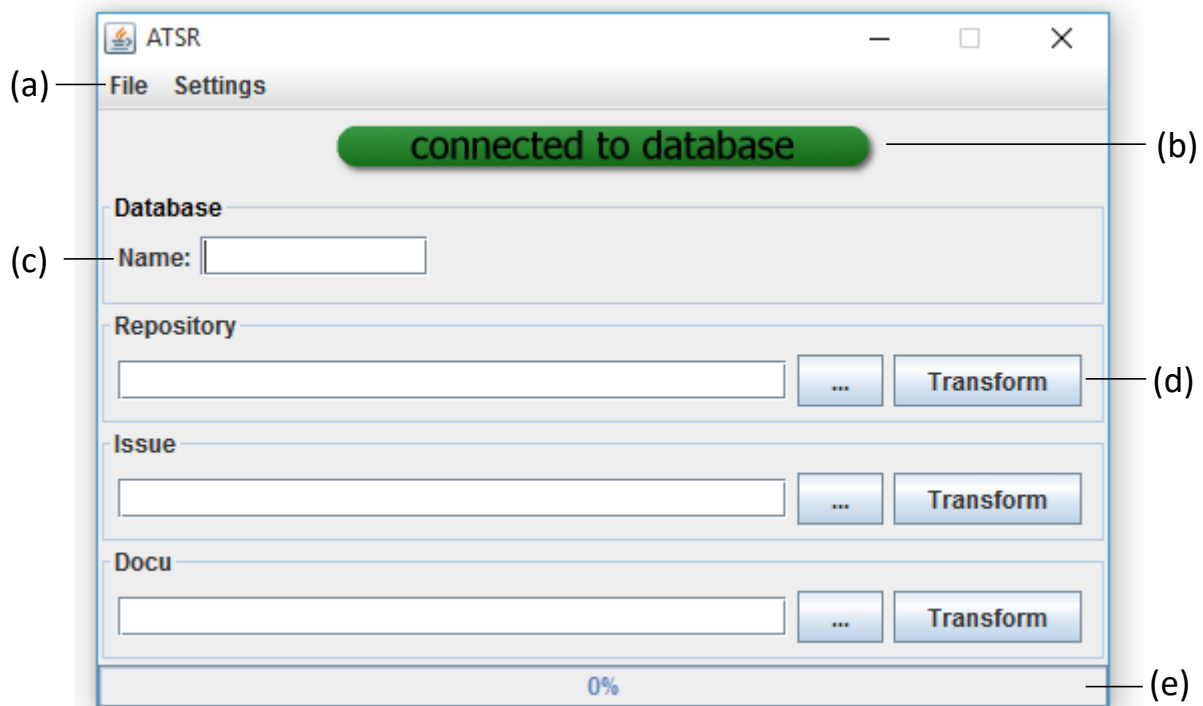 ATSR
(a) File Settings
connected to database (b)
Database
(c) Name:
Repository
... Transform (d)
Issue
... Transform
Docu
... Transform
0% (e)